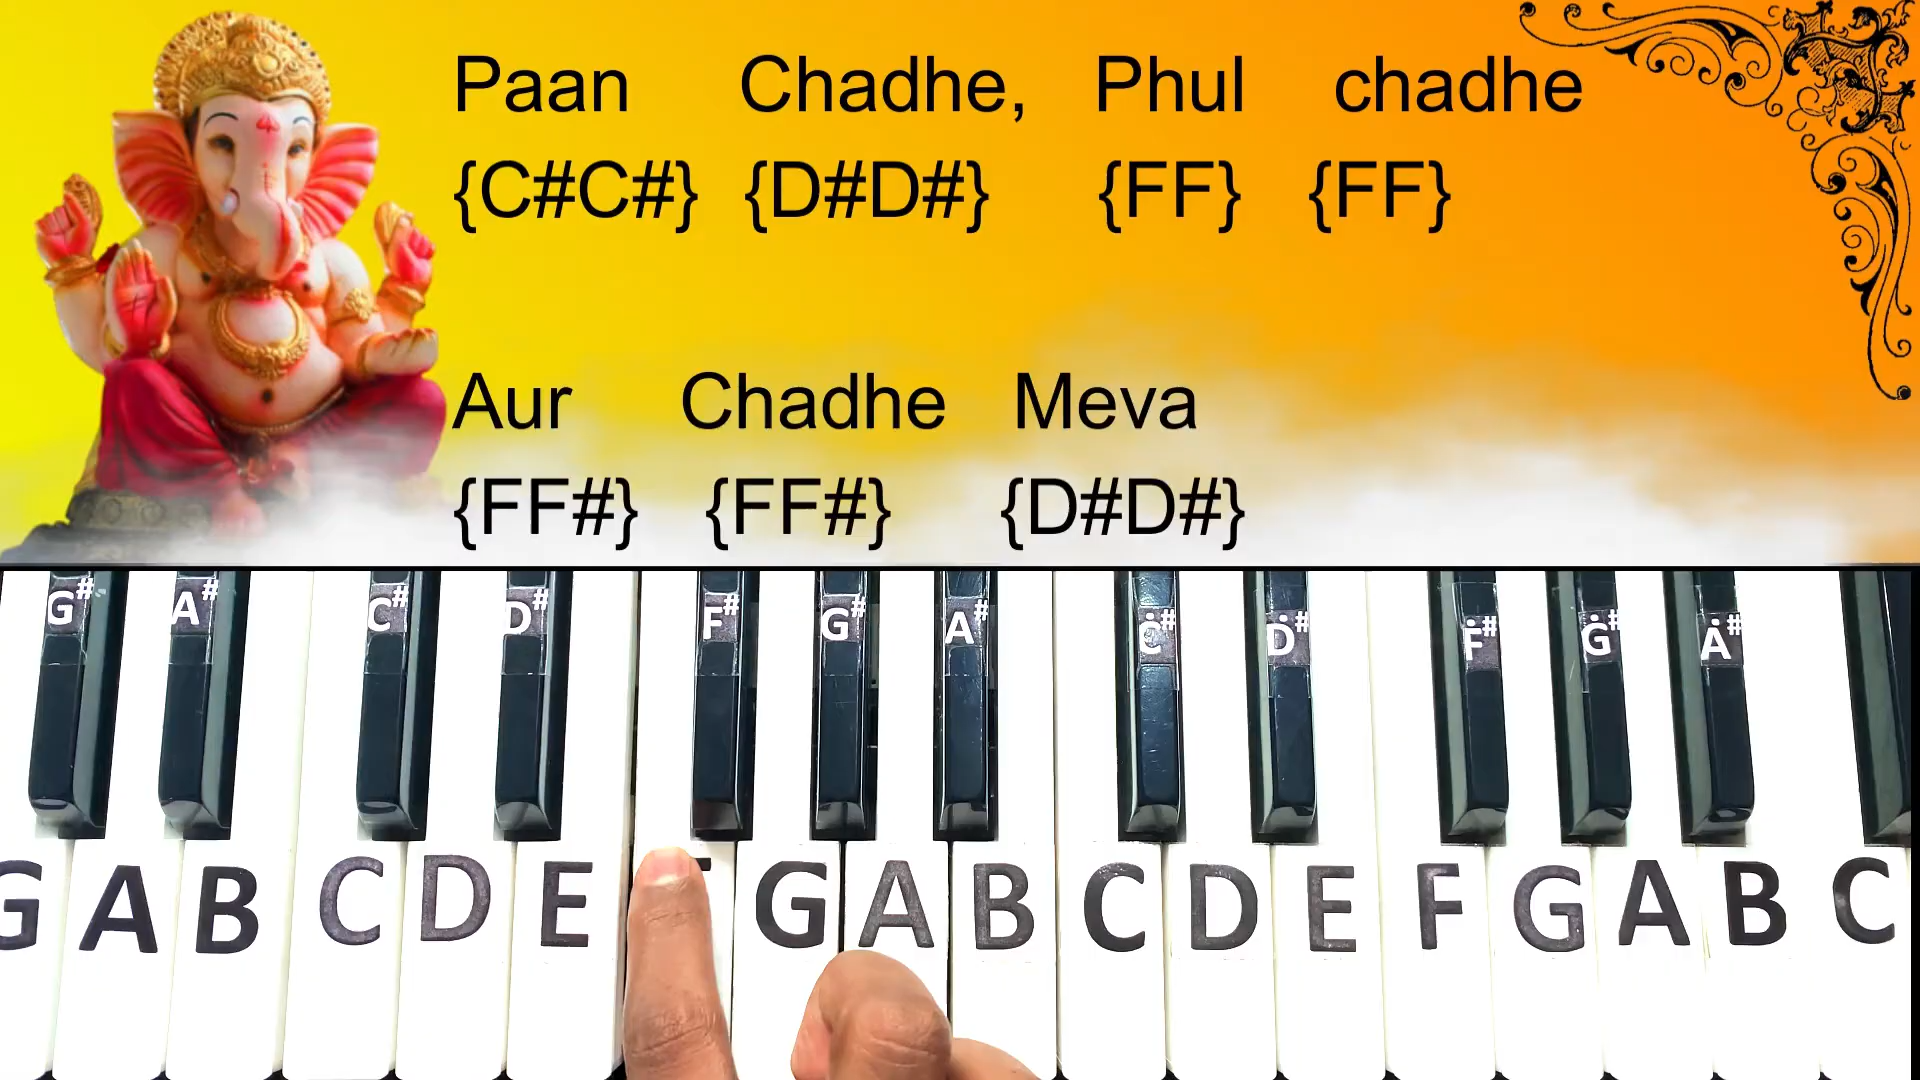 Paan Chadhe, Phul chadhe
{C#C#} {D#D#} {FF} {FF}
Aur Chadhe Meva
{FF#} {FF#} {D#D#}
G# A# C# D# F# G# A# Ċ# Ḋ# Ḟ# Ġ# Ȧ#
G A B C D E G A B C D E F G A B C